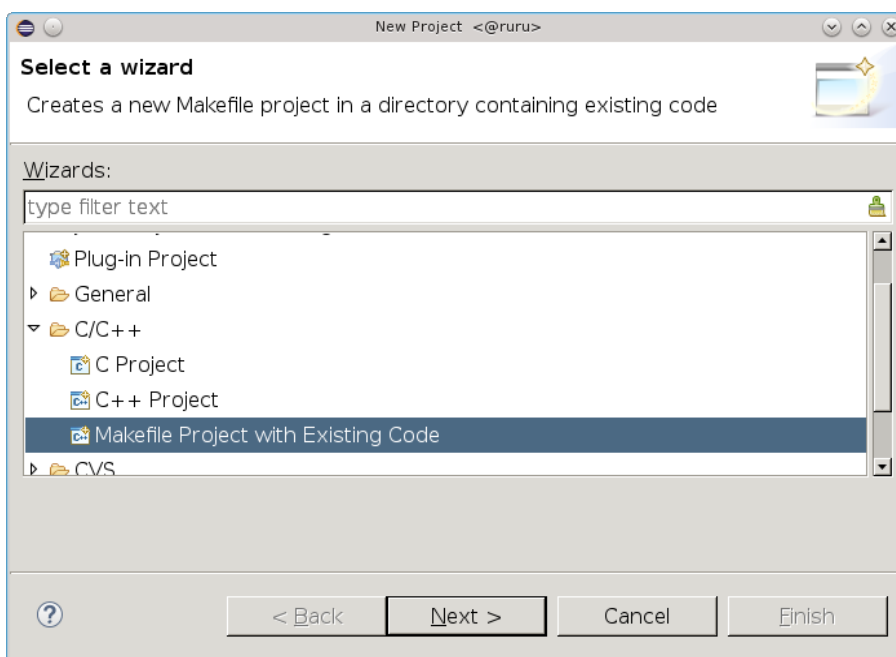 New Project <@ruru>
Select a wizard
Creates a new Makefile project in a directory containing existing code
Wizards:
type filter text
Plug-in Project
General
C/C++
C Project
C++ Project
Makefile Project with Existing Code
CVS
< Back Next > Cancel Finish